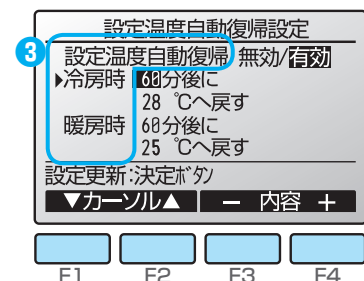 設定温度自動復帰設定
3
設定温度自動復帰 無効/有効
▶冷房時 60分後に
28 ℃へ戻す
暖房時 60分後に
25 ℃へ戻す
設定更新:決定ボタン
▼カーソル▲ － 内容 ＋
F1 F2 F3 F4